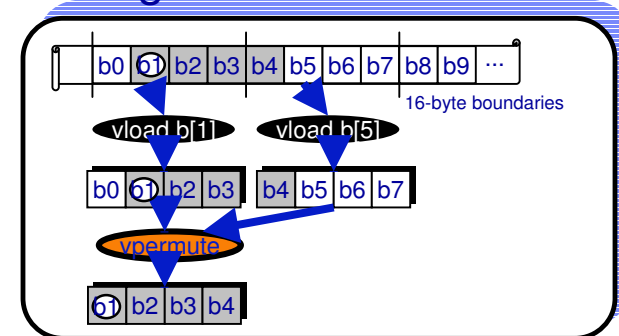 b0 b1 b2 b3 b4 b5 b6 b7 b8 b9 ...
16-byte boundaries
vload b[1] vload b[5]
b0 b1 b2 b3 b4 b5 b6 b7
vpermute
b1 b2 b3 b4